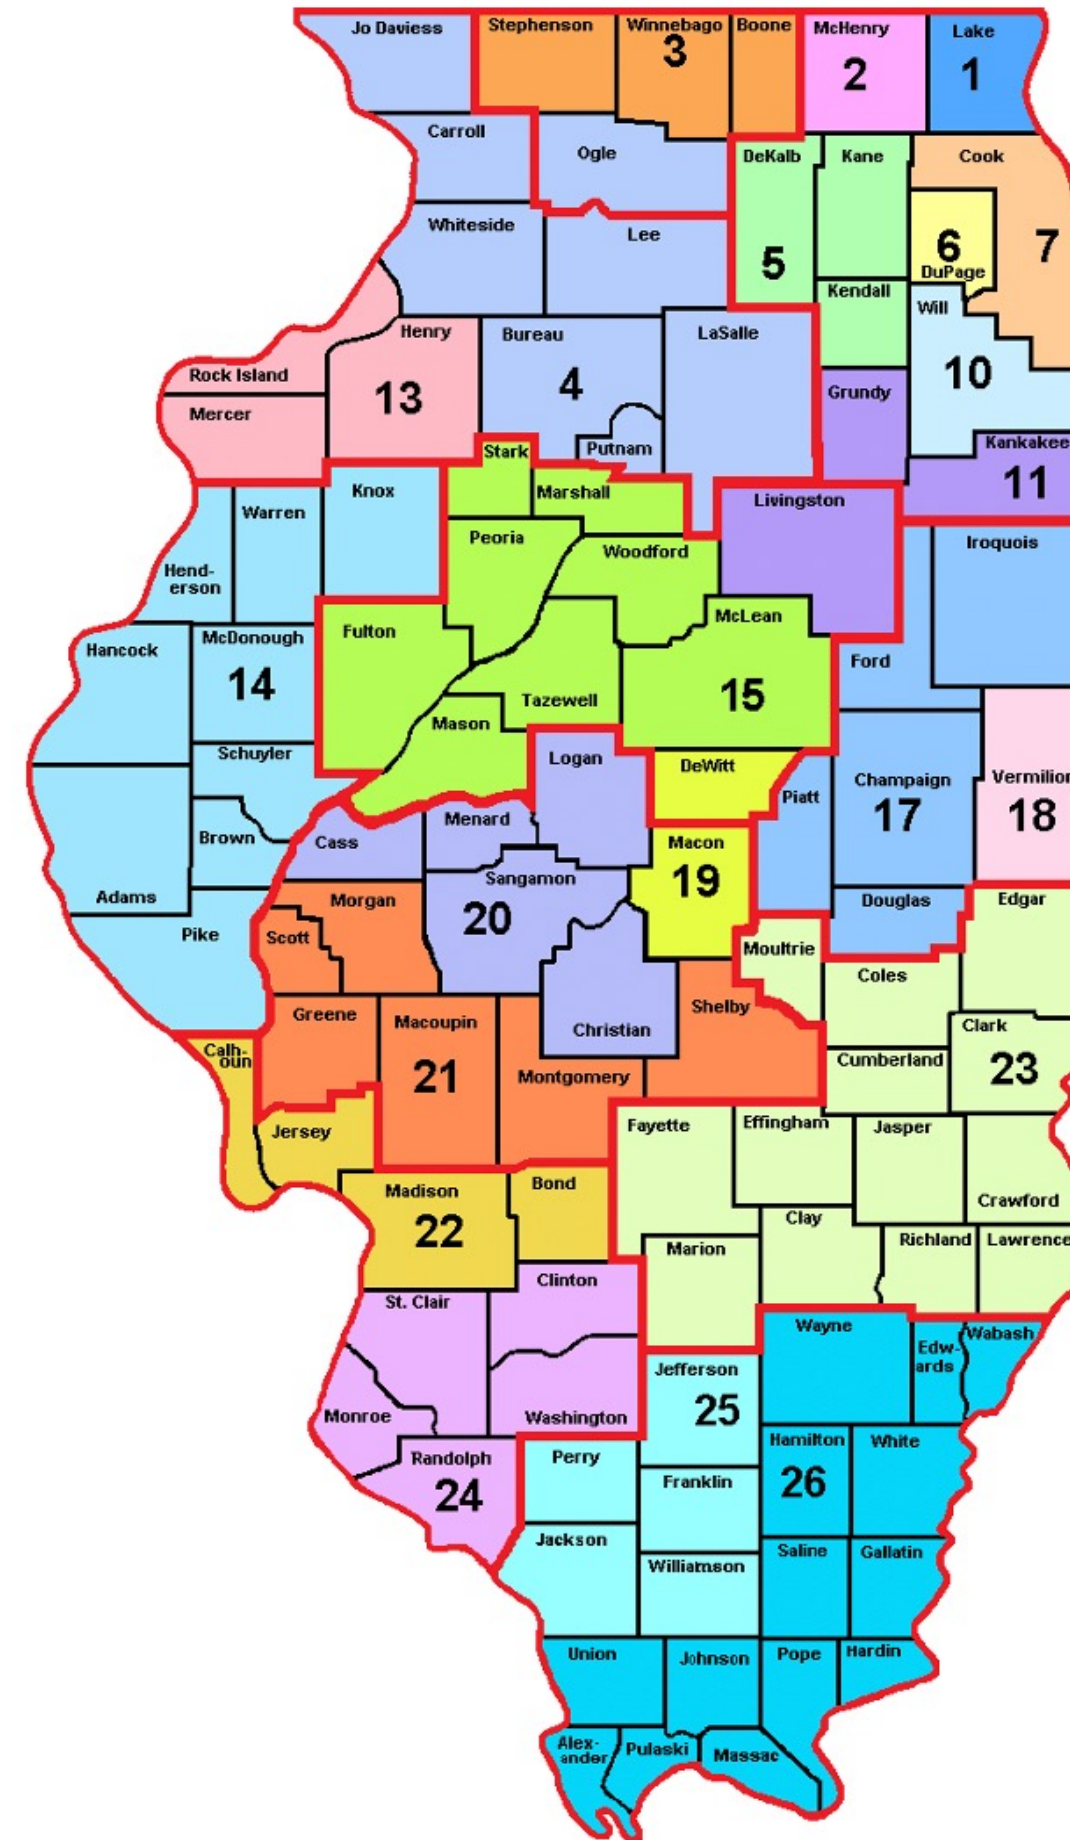 Jo Daviess
Stephenson
Winnebago
3
Boone
McHenry
2
Lake
1
Carroll
Ogle
DeKalb
5
Kane
Cook
7
Whiteside
Lee
6
DuPage
Kendall
Will
10
Rock Island
Henry
13
Mercer
Bureau
4
Putnam
LaSalle
Grundy
Kankakee
11
Stark
Marshall
Knox
Warren
Hend-
erson
Peoria
Woodford
Livingston
Iroquois
Hancock
McDonough
14
Fulton
Tazewell
McLean
15
Ford
Mason
Schuyler
Logan
DeWitt
Piatt
Champaign
17
Vermilion
18
Brown
Adams
Pike
Cass
Menard
Macon
19
Sangamon
20
Morgan
Scott
Douglas
Edgar
Moultrie
Coles
Greene
Macoupin
21
Christian
Shelby
Clark
23
Calh-
oun
Montgomery
Cumberland
Jersey
Fayette
Effingham
Jasper
Crawford
Madison
22
Bond
Clay
Richland
Lawrence
Marion
Clinton
St. Clair
Wayne
Edw-
ards
Wabash
Jefferson
25
Monroe
Washington
Randolph
24
Perry
Franklin
Hamilton
26
White
Jackson
Williamson
Saline
Gallatin
Union
Johnson
Pope
Hardin
Alex-
ander
Pulaski
Massac